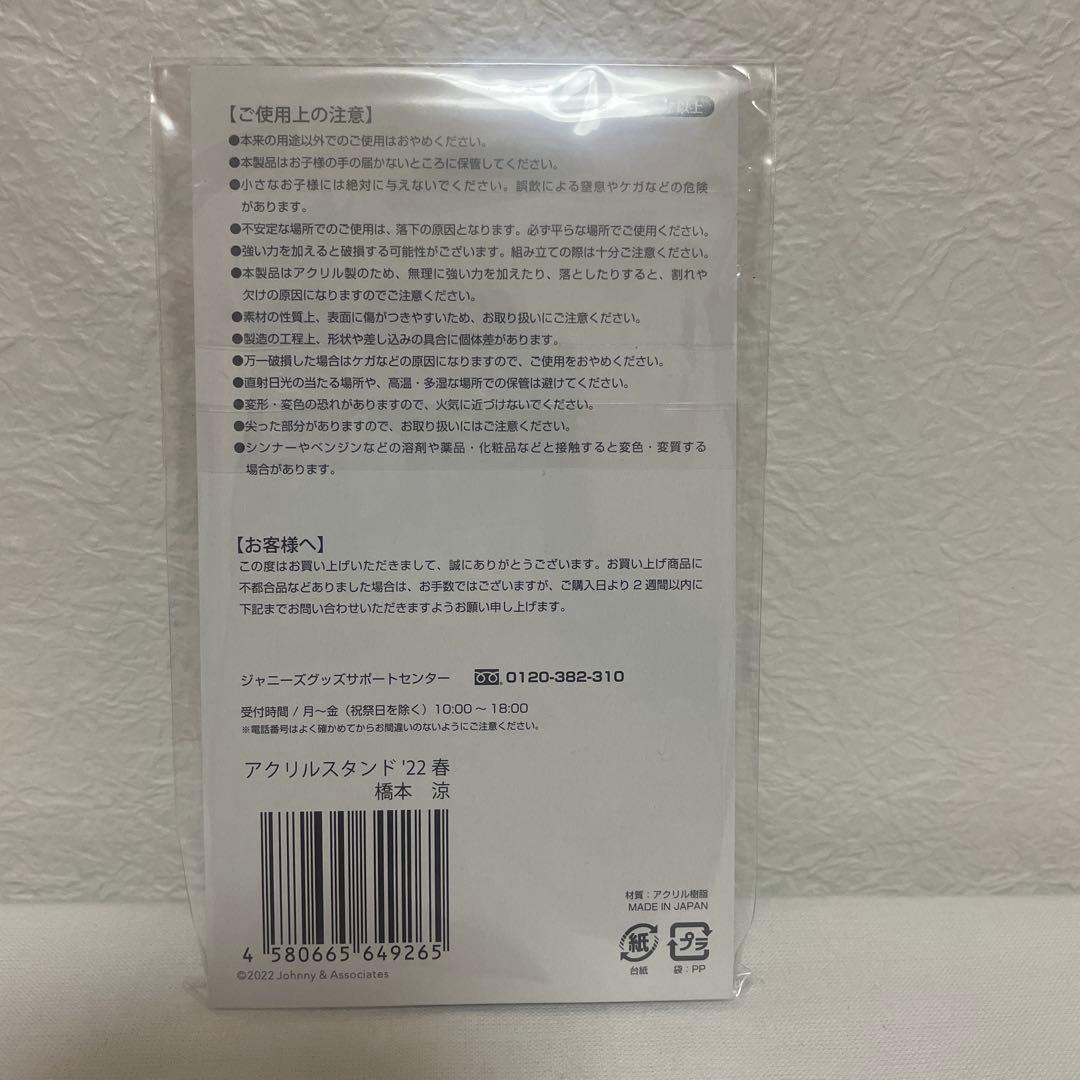 【ご使用上の注意】
以上
●本来の用途以外でのご使用はおやめください。
●本製品はお子様の手の届かないところに保管してください。
●小さなお子様には絶対に与えないでください。誤飲による窒息やケガなどの危険
があります。
●不安定な場所でのご使用は、落下の原因となります。必ず平らな場所でご使用ください。
●強い力を加えると破損する可能性がございます。組み立ての際は十分ご注意ください。
●本製品はアクリル製のため、無理に強い力を加えたり、落としたりすると、割れや
欠けの原因になりますのでご注意ください。
●素材の性質上、表面に傷がつきやすいため、お取り扱いにご注意ください。
●製造の工程上、形状や差し込みの具合に個体差があります。
●万一破損した場合はケガなどの原因になりますので、ご使用をおやめください。
●直射日光の当たる場所や、高温・多湿な場所での保管は避けてください。
●変形・変色の恐れがありますので、火気に近づけないでください。
●尖った部分がありますので、お取り扱いにはご注意ください。
●シンナーやベンジンなどの溶剤や薬品・化粧品などと接触すると変色・変質する
場合があります。
【お客様へ】
この度はお買い上げいただきまして、誠にありがとうございます。お買い上げ商品に
不都合品などありました場合は、お手数ではございますが、ご購入日より2週間以内に
下記までお問い合わせいただきますようお願い申し上げます。
ジャニーズグッズサポートセンター 0120-382-310
受付時間 / 月～金（祝祭日を除く）10:00～18:00
※電話番号はよく確かめてからお間違いのないようにご注意ください。
アクリルスタンド '22 春
橋本 涼
4 580665 649265
©2022 Johnny & Associates
材質：アクリル樹脂
MADE IN JAPAN
紙 プラ
台紙 袋：PP